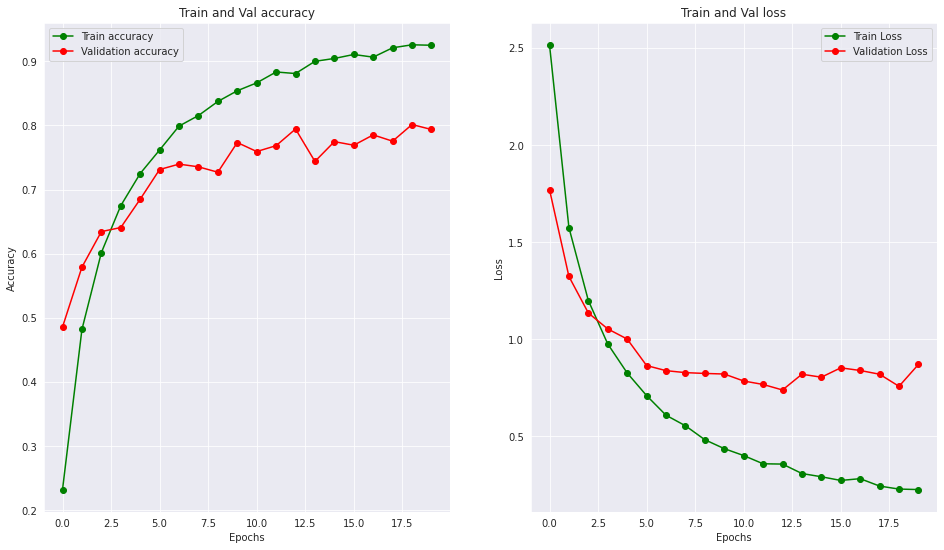 Train and Val accuracy
Train accuracy
Validation accuracy
Accuracy
0.9
0.8
0.7
0.6
0.5
0.4
0.3
0.2
0.0 2.5 5.0 7.5 10.0 12.5 15.0 17.5
Epochs
Train and Val loss
Train Loss
Validation Loss
Loss
2.5
2.0
1.5
1.0
0.5
0.0 2.5 5.0 7.5 10.0 12.5 15.0 17.5
Epochs